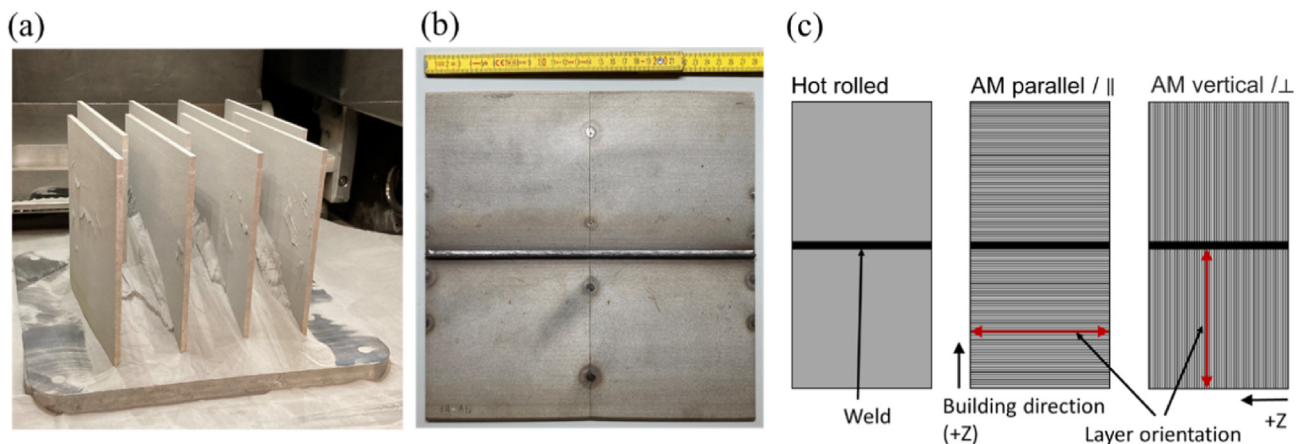 (a)
(b)
(c)
Hot rolled
AM parallel / ∥
AM vertical /⊥
Weld
Building direction
(+Z)
Layer orientation
+Z